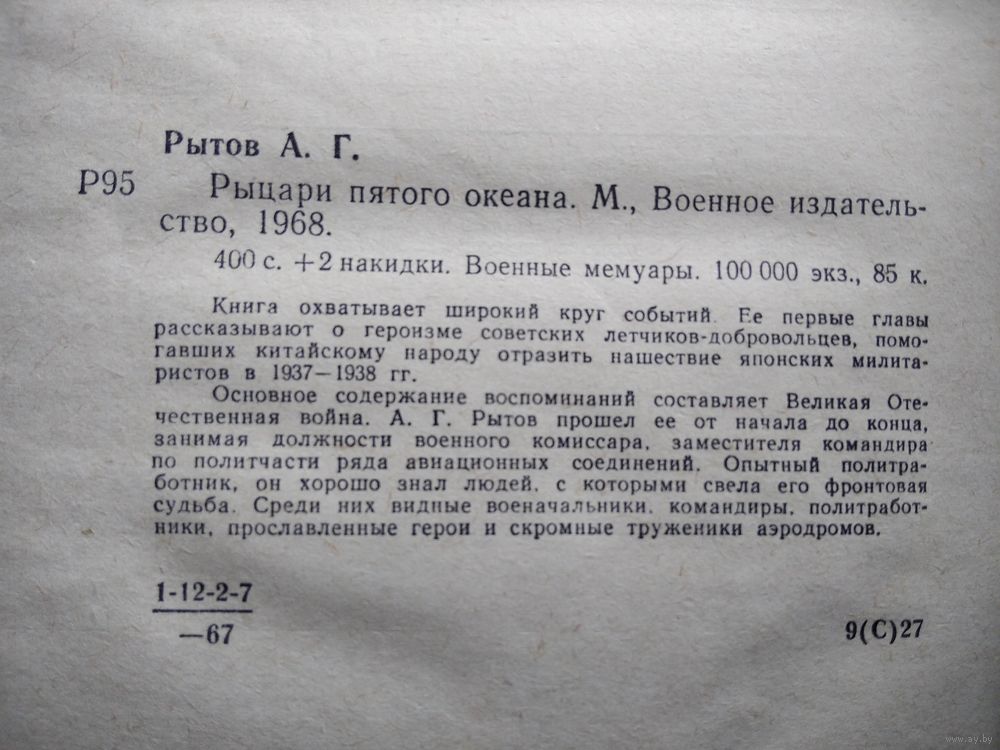 Рытов А. Г.
Р95 Рыцари пятого океана. М., Военное издатель-
ство, 1968.
400 с. +2 накидки. Военные мемуары. 100 000 экз., 85 к.
Книга охватывает широкий круг событий. Ее первые главы
рассказывают о героизме советских летчиков-добровольцев, помо-
гавших китайскому народу отразить нашествие японских милита-
ристов в 1937—1938 гг.
Основное содержание воспоминаний составляет Великая Оте-
чественная война. А. Г. Рытов прошел ее от начала до конца,
занимая должности военного комиссара, заместителя командира
по политчасти ряда авиационных соединений. Опытный политра-
ботник, он хорошо знал людей, с которыми свела его фронтовая
судьба. Среди них видные военачальники, командиры, политработ-
ники, прославленные герои и скромные труженики аэродромов.
1-12-2-7
—67
9(С)27
www.ay.by